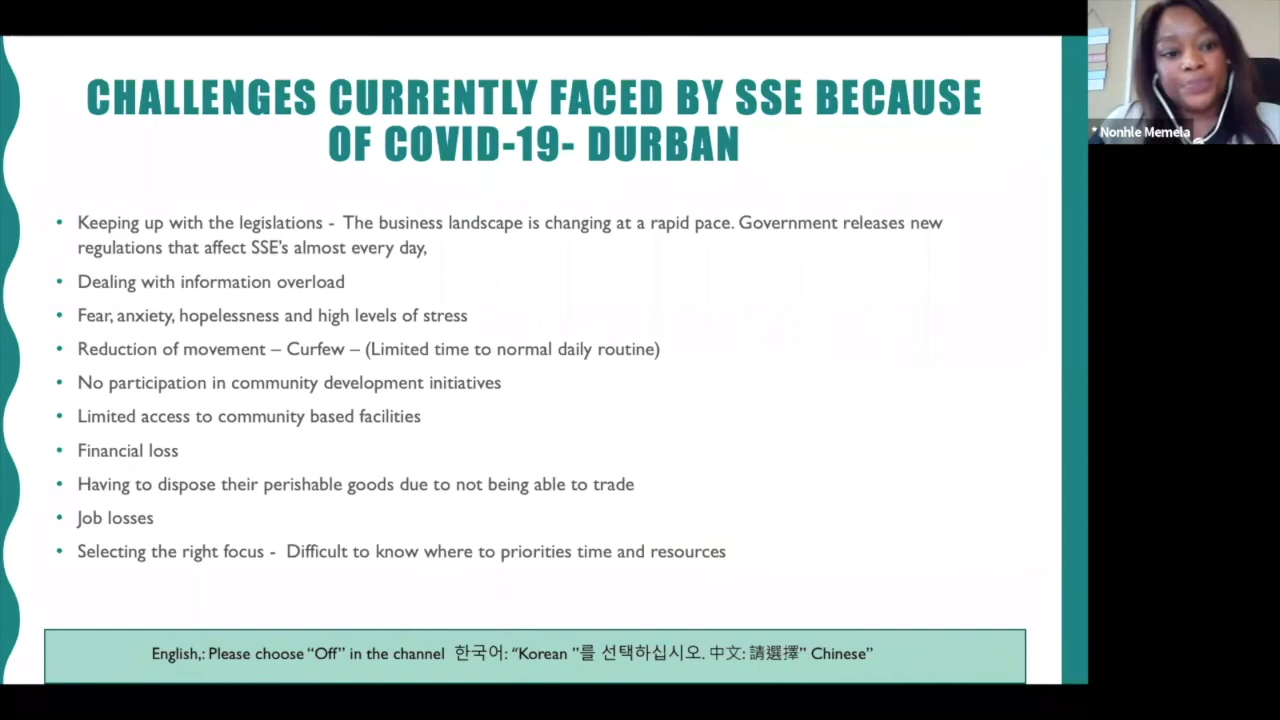 CHALLENGES CURRENTLY FACED BY SSE BECAUSE
OF COVID-19- DURBAN
• Keeping up with the legislations - The business landscape is changing at a rapid pace. Government releases new
regulations that affect SSE's almost every day,
• Dealing with information overload
• Fear, anxiety, hopelessness and high levels of stress
• Reduction of movement – Curfew – (Limited time to normal daily routine)
• No participation in community development initiatives
• Limited access to community based facilities
• Financial loss
• Having to dispose their perishable goods due to not being able to trade
• Job losses
• Selecting the right focus - Difficult to know where to priorities time and resources
English,: Please choose “Off” in the channel 한국어: “Korean ”를 선택하십시오. 中文: 請選擇” Chinese”
* Nonhle Memela